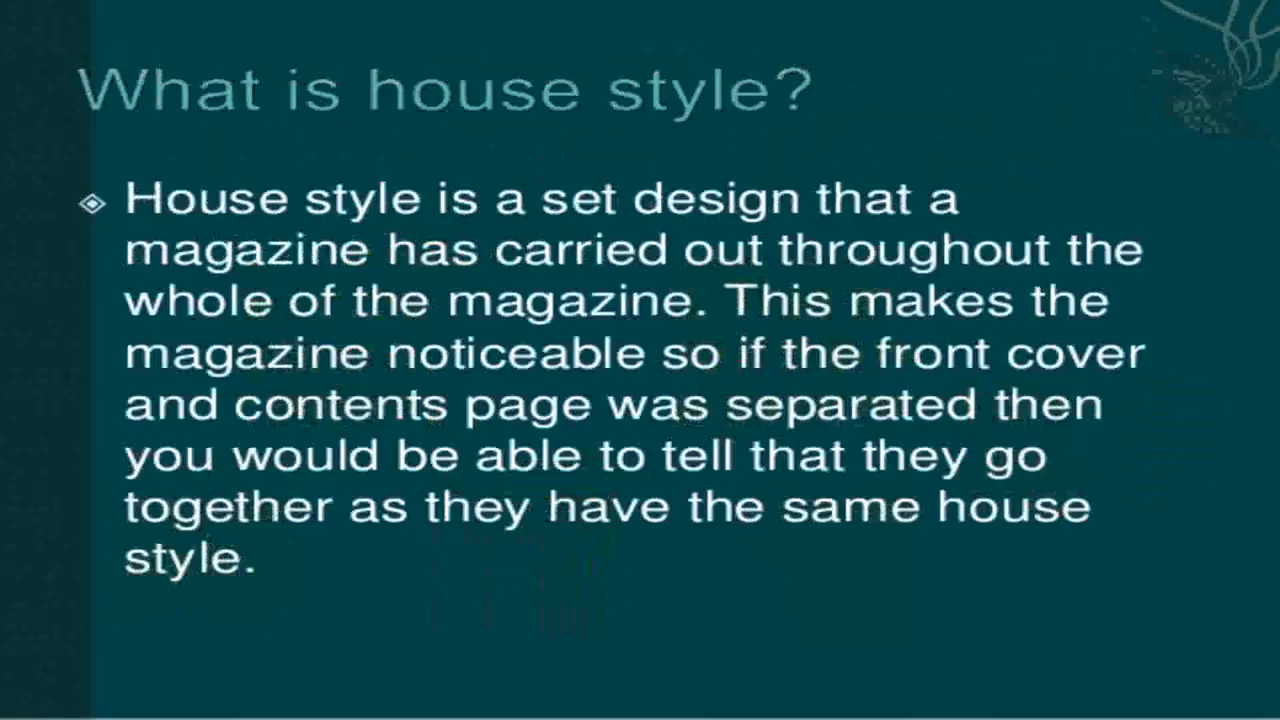 What is house style?
House style is a set design that a
magazine has carried out throughout the
whole of the magazine. This makes the
magazine noticeable so if the front cover
and contents page was separated then
you would be able to tell that they go
together as they have the same house
style.